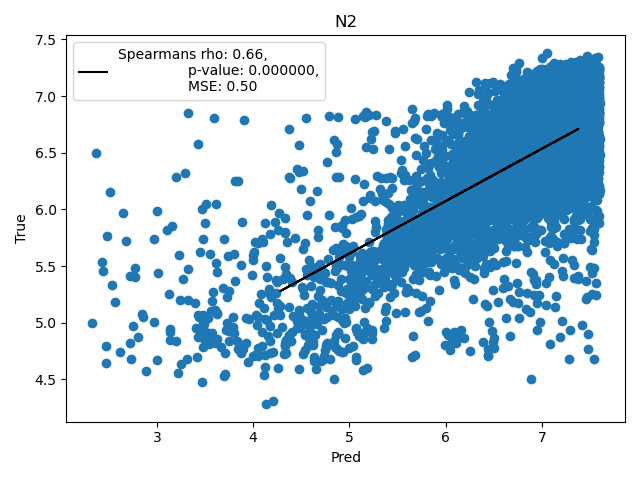 N2
Spearmans rho: 0.66,
p-value: 0.000000,
MSE: 0.50
7.5
7.0
6.5
6.0
5.5
5.0
4.5
True
3 4 5 6 7
Pred